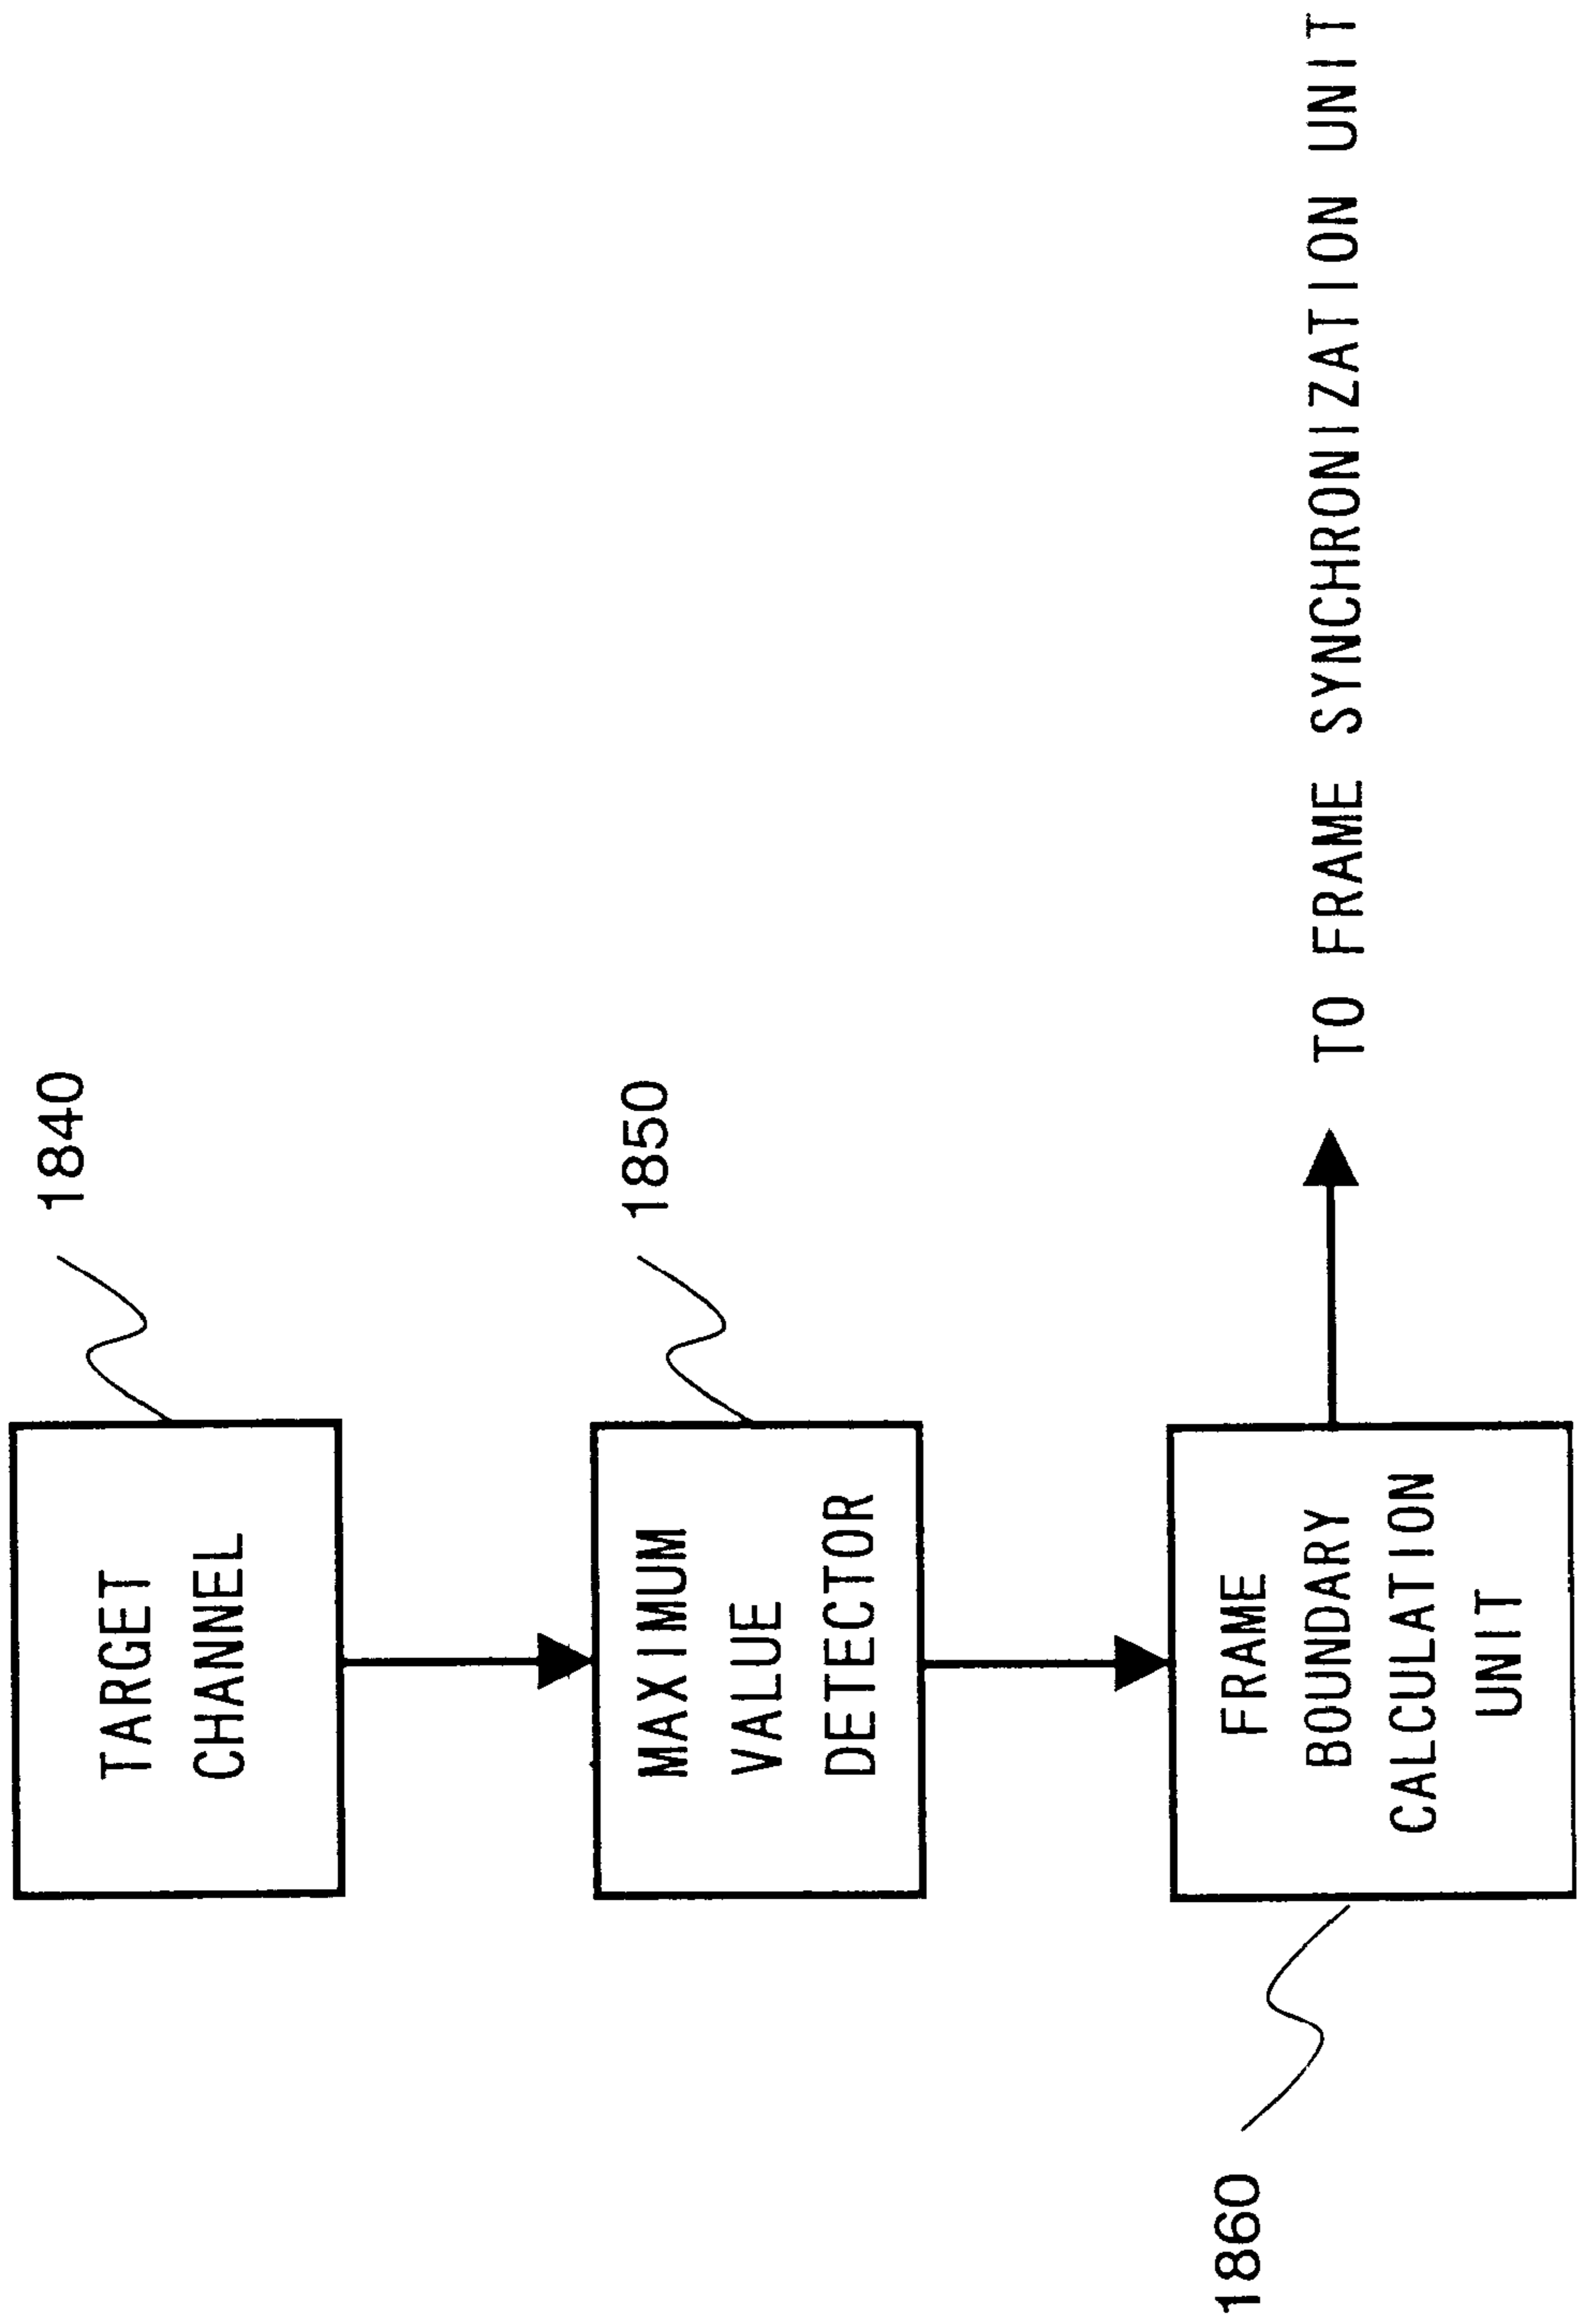 1840
TARGET
CHANNEL
1850
MAXIMUM
VALUE
DETECTOR
1860
FRAME
BOUNDARY
CALCULATION
UNIT
TO FRAME SYNCHRONIZATION UNIT